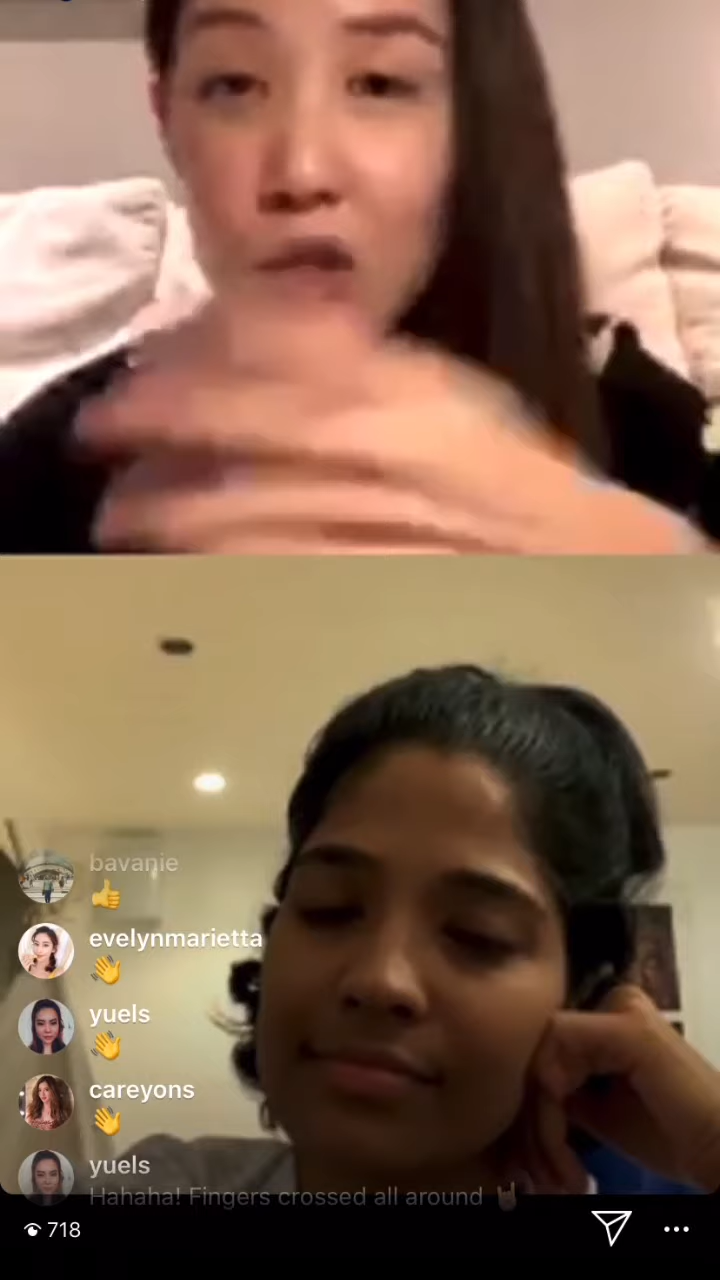 bavanie
👍
evelynmarietta
👋
yuels
👋
careyons
👋
yuels
Hahaha! Fingers crossed all around 🤘
718